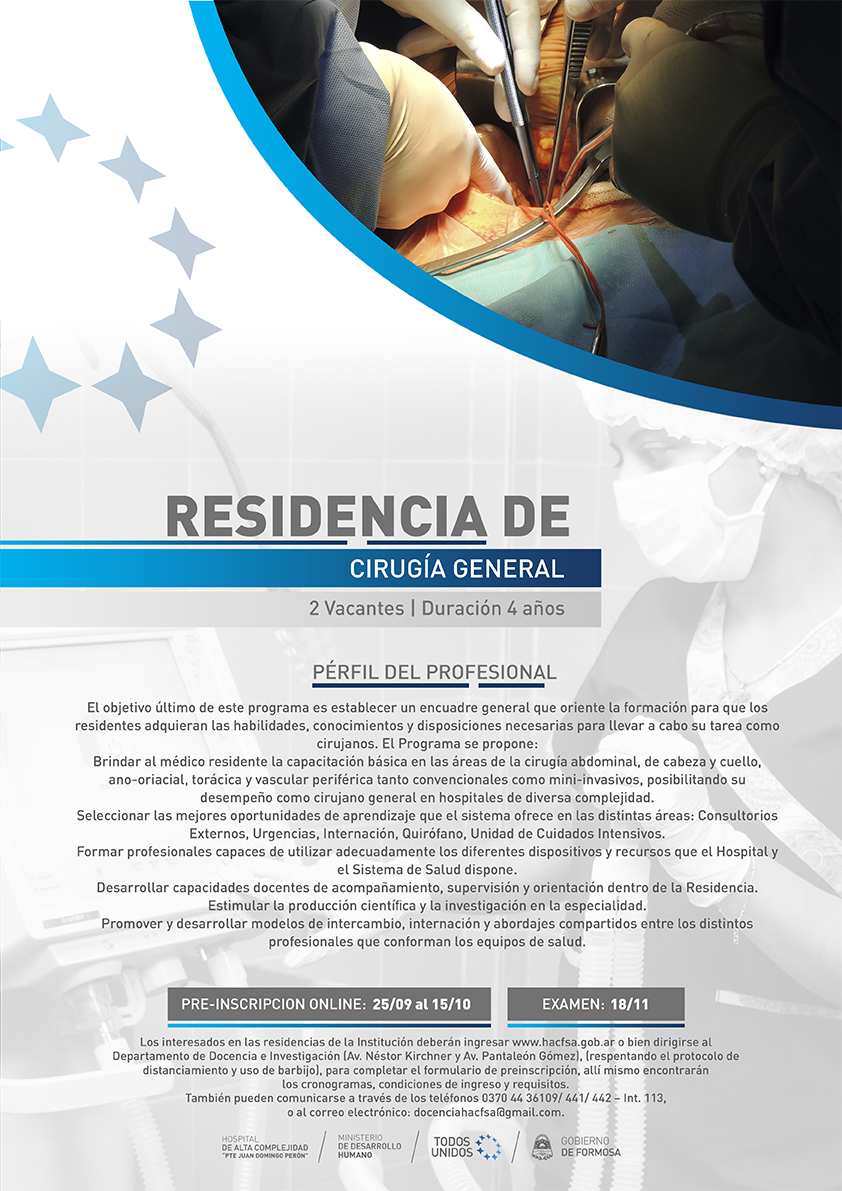 RESIDENCIA DE
CIRUGÍA GENERAL
2 Vacantes | Duración 4 años
PÉRFIL DEL PROFESIONAL
El objetivo último de este programa es establecer un encuadre general que oriente la formación para que los
residentes adquieran las habilidades, conocimientos y disposiciones necesarias para llevar a cabo su tarea como
cirujanos. El Programa se propone:
Brindar al médico residente la capacitación básica en las áreas de la cirugía abdominal, de cabeza y cuello,
ano-oriacial, torácica y vascular periférica tanto convencionales como mini-invasivos, posibilitando su
desempeño como cirujano general en hospitales de diversa complejidad.
Seleccionar las mejores oportunidades de aprendizaje que el sistema ofrece en las distintas áreas: Consultorios
Externos, Urgencias, Internación, Quirófano, Unidad de Cuidados Intensivos.
Formar profesionales capaces de utilizar adecuadamente los diferentes dispositivos y recursos que el Hospital y
el Sistema de Salud dispone.
Desarrollar capacidades docentes de acompañamiento, supervisión y orientación dentro de la Residencia.
Estimular la producción científica y la investigación en la especialidad.
Promover y desarrollar modelos de intercambio, internación y abordajes compartidos entre los distintos
profesionales que conforman los equipos de salud.
PRE-INSCRIPCION ONLINE: 25/09 al 15/10
EXAMEN: 18/11
Los interesados en las residencias de la Institución deberán ingresar www.hacfsa.gob.ar o bien dirigirse al
Departamento de Docencia e Investigación (Av. Néstor Kirchner y Av. Pantaleón Gómez), (respentando el protocolo de
distanciamiento y uso de barbijo), para completar el formulario de preinscripción, allí mismo encontrarán
los cronogramas, condiciones de ingreso y requisitos.
También pueden comunicarse a través de los teléfonos 0370 44 36109/ 441/ 442 – Int. 113,
o al correo electrónico: docenciahacfsa@gmail.com.
HOSPITAL
DE ALTA COMPLEJIDAD
"PTE JUAN DOMINGO PERÓN"
MINISTERIO
DE DESARROLLO
HUMANO
TODOS
UNIDOS
GOBIERNO
DE FORMOSA